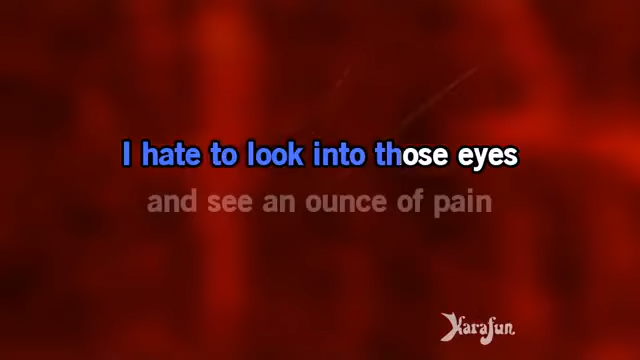 I hate to look into those eyes
and see an ounce of pain
Karafun